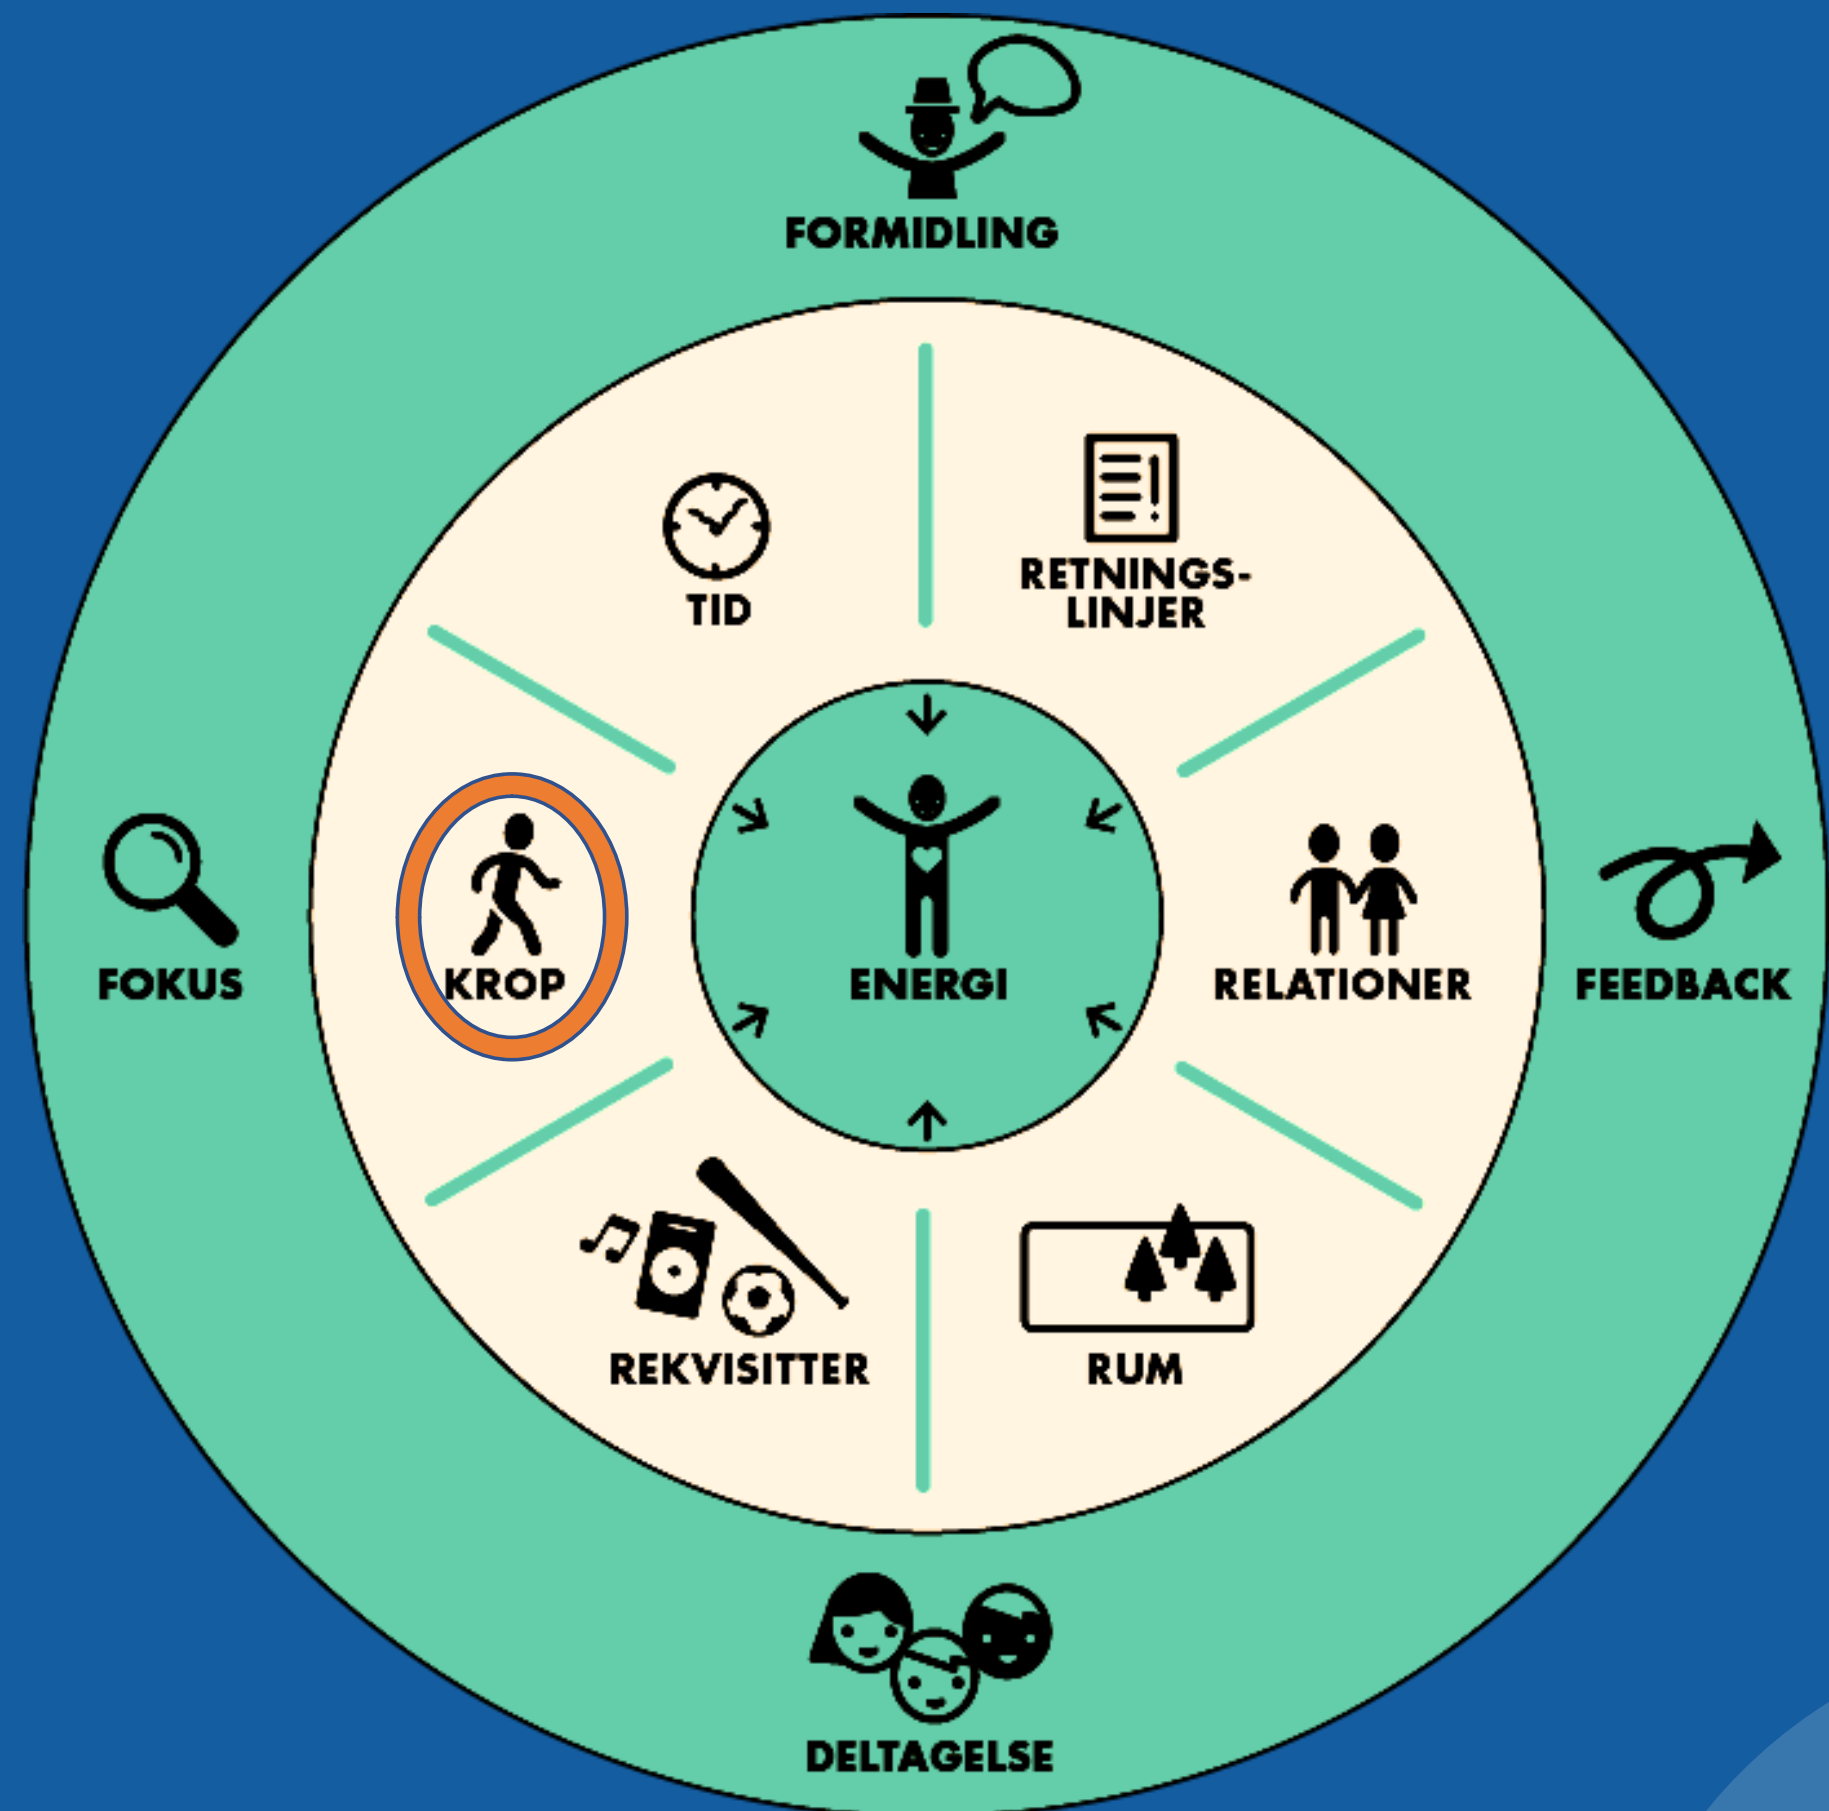 FORMIDLING
TID
RETNINGS-
LINJER
FOKUS
KROP
ENERGI
RELATIONER
FEEDBACK
REKVISITTER
RUM
DELTAGELSE